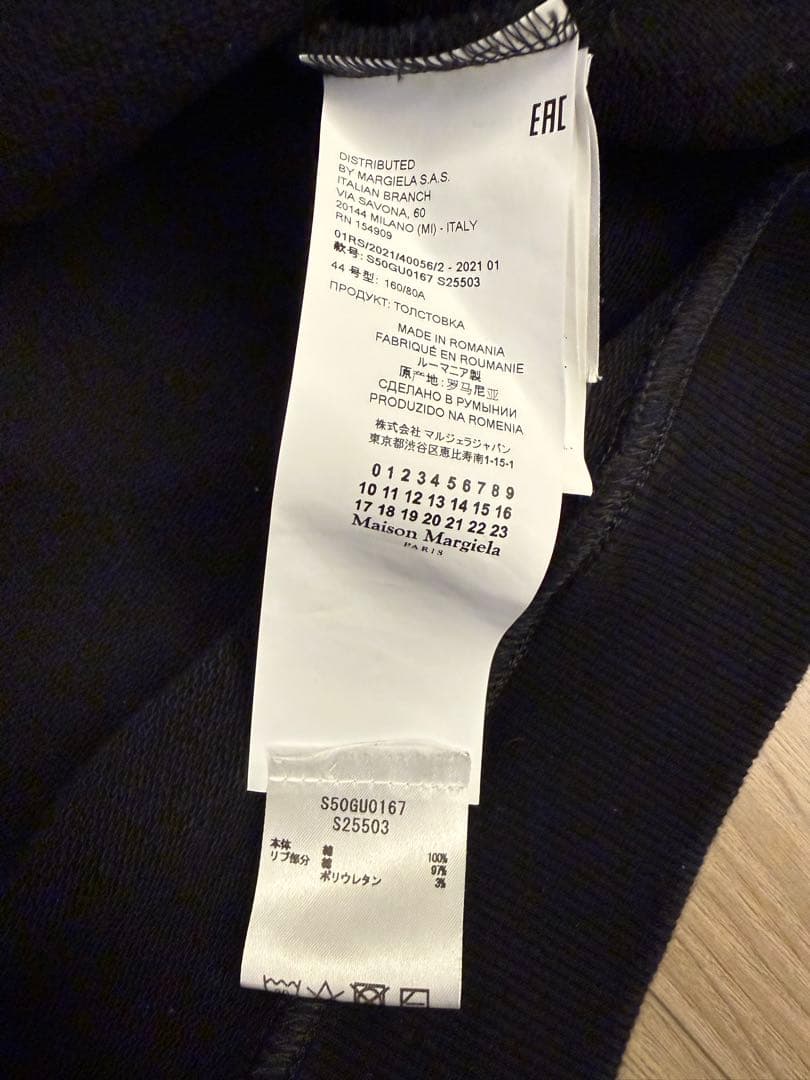 EAC
DISTRIBUTED
BY MARGIELA S.A.S.
ITALIAN BRANCH
VIA SAVONA, 60
20144 MILANO (MI) - ITALY
RN 154909
01RS/2021/40056/2 - 2021 01
款号: S50GU0167 S25503
44 号型: 160/80A
ПРОДУКТ: ТОЛСТОВКА
MADE IN ROMANIA
FABRIQUÉ EN ROUMANIE
ルーマニア製
原产地: 罗马尼亚
СДЕЛАНО В РУМЫНИИ
PRODUZIDO NA ROMENIA
株式会社 マルジェラジャパン
東京都渋谷区恵比寿南1-15-1
0 1 2 3 4 5 6 7 8 9
10 11 12 13 14 15 16
17 18 19 20 21 22 23
Maison Margiela
PARIS
S50GU0167
S25503
本体 綿 100%
リブ部分 綿 97%
ポリウレタン 3%